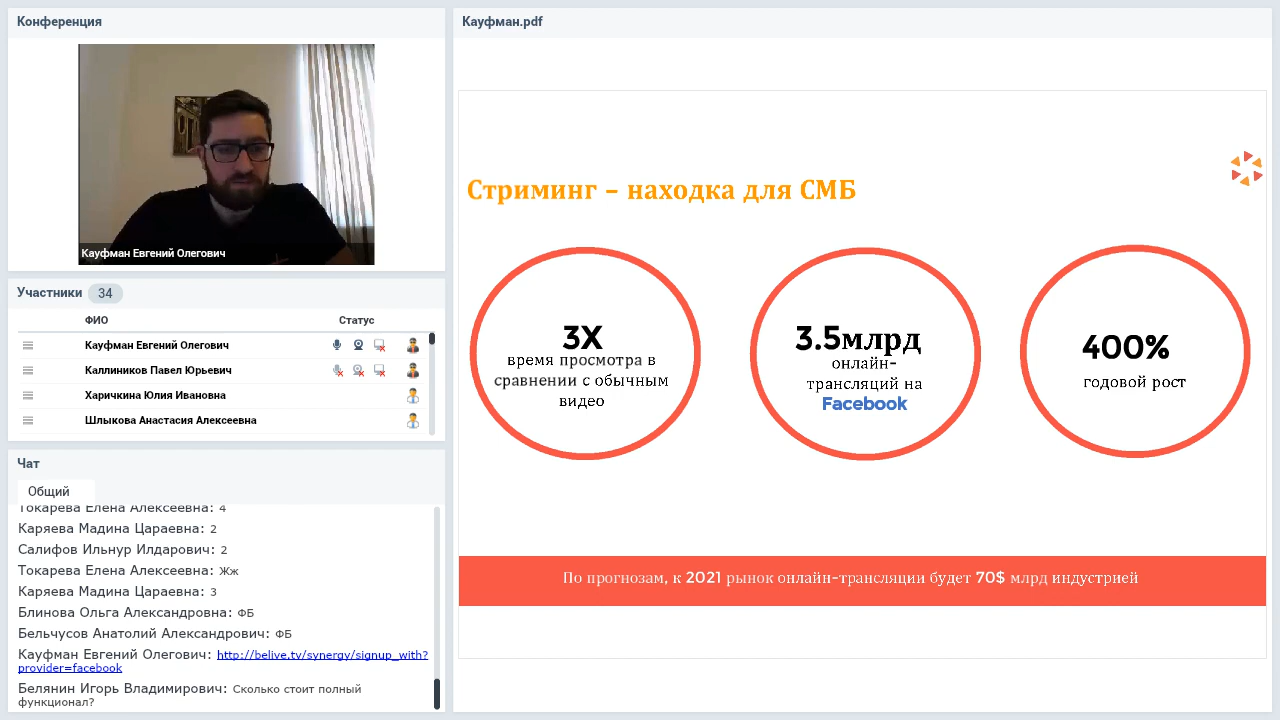 Конференция
Кауфман Евгений Олегович
Участники 34
ФИО Статус
Кауфман Евгений Олегович
Каллиников Павел Юрьевич
Харичкина Юлия Ивановна
Шлыкова Анастасия Алексеевна
Чат
Общий
Токарева Елена Алексеевна: 4
Каряева Мадина Цараевна: 2
Салифов Ильнур Илдарович: 2
Токарева Елена Алексеевна: Жж
Каряева Мадина Цараевна: 3
Блинова Ольга Александровна: ФБ
Бельчусов Анатолий Александрович: ФБ
Кауфман Евгений Олегович: http://belive.tv/synergy/signup_with?
provider=facebook
Белянин Игорь Владимирович: Сколько стоит полный
функционал?
Кауфман.pdf
Стриминг – находка для СМБ
3X
время просмотра в
сравнении с обычным
видео
3.5млрд
онлайн-
трансляций на
Facebook
400%
годовой рост
По прогнозам, к 2021 рынок онлайн-трансляции будет 70$ млрд индустрией